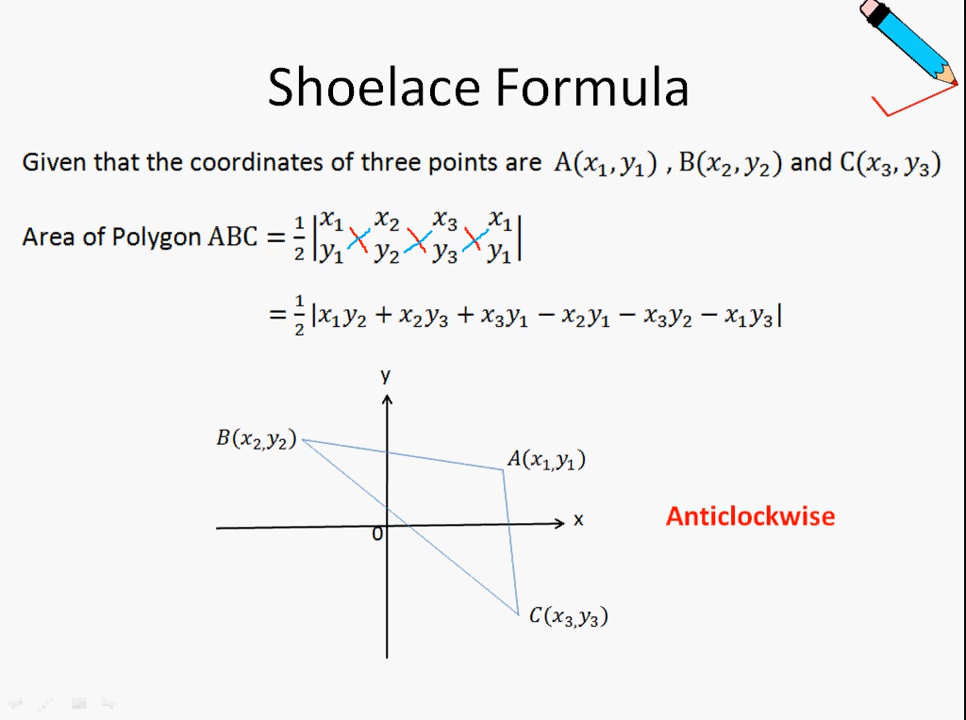 Shoelace Formula
Given that the coordinates of three points are A(x₁, y₁) , B(x₂, y₂) and C(x₃, y₃)
Area of Polygon ABC = ½ |x₁ x₂ x₃ x₁|
|y₁ y₂ y₃ y₁|
= ½ |x₁y₂ + x₂y₃ + x₃y₁ − x₂y₁ − x₃y₂ − x₁y₃|
y
B(x₂,y₂)
A(x₁,y₁)
x
Anticlockwise
0
C(x₃,y₃)